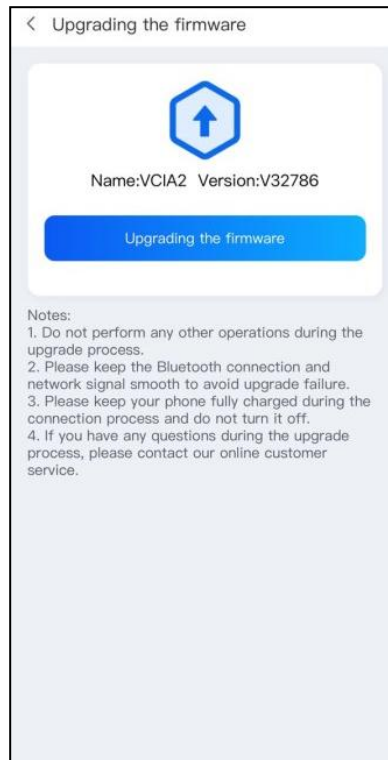 Upgrading the firmware
Name:VCIA2 Version:V32786
Upgrading the firmware
Notes:
1. Do not perform any other operations during the
upgrade process.
2. Please keep the Bluetooth connection and
network signal smooth to avoid upgrade failure.
3. Please keep your phone fully charged during the
connection process and do not turn it off.
4. If you have any questions during the upgrade
process, please contact our online customer
service.